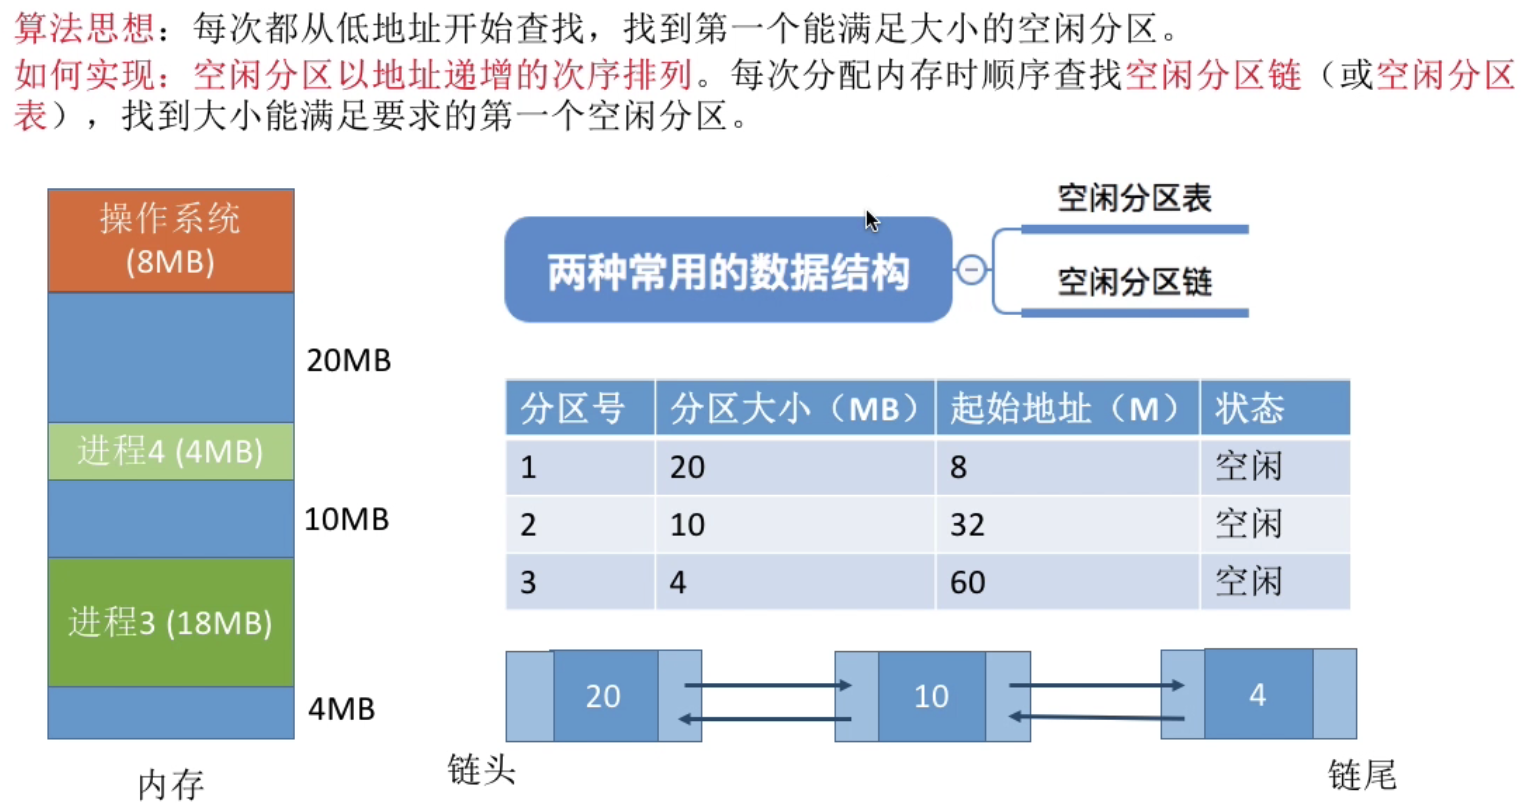 算法思想：每次都从低地址开始查找，找到第一个能满足大小的空闲分区。
如何实现：空闲分区以地址递增的次序排列。每次分配内存时顺序查找空闲分区链（或空闲分区
表），找到大小能满足要求的第一个空闲分区。
操作系统
(8MB)
20MB
进程4 (4MB)
10MB
进程3 (18MB)
4MB
内存
两种常用的数据结构
空闲分区表
空闲分区链
分区号 分区大小（MB） 起始地址（M） 状态
1 20 8 空闲
2 10 32 空闲
3 4 60 空闲
20 10 4
链头 链尾